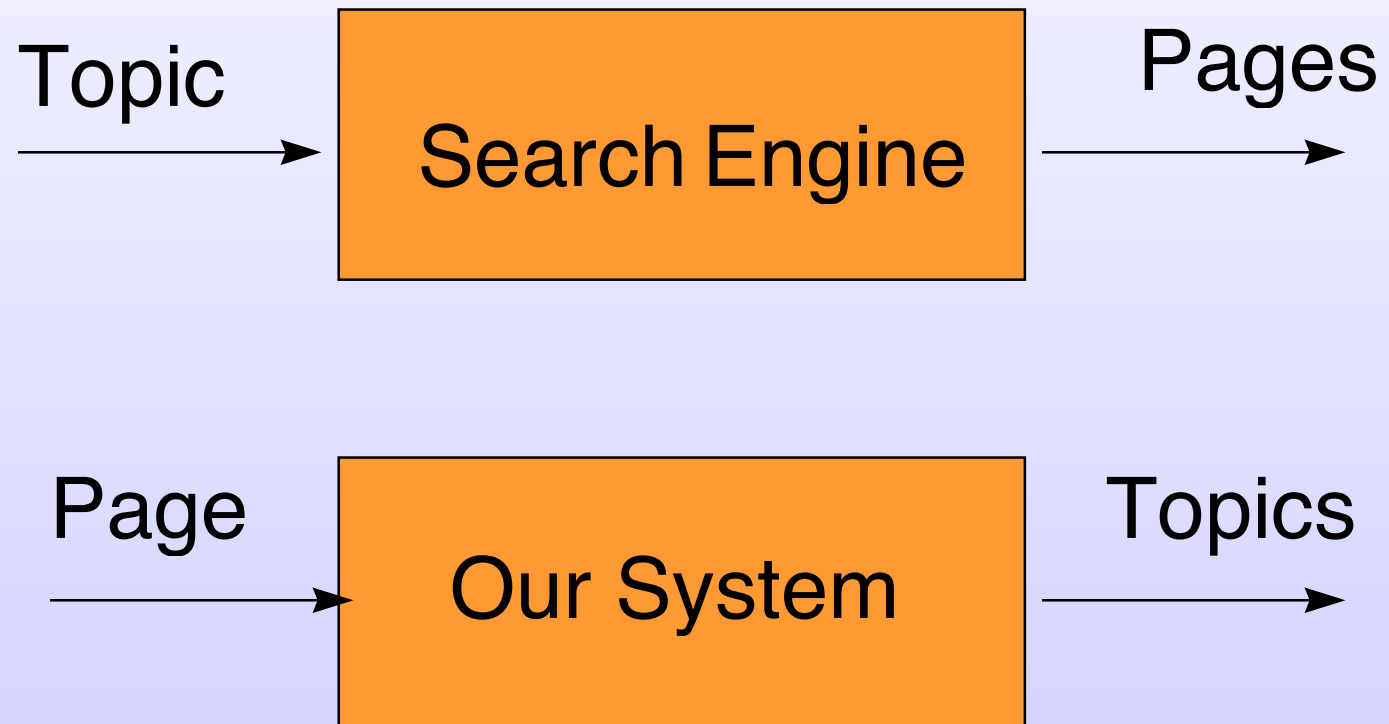 Topic
Search Engine
Pages
Page
Our System
Topics